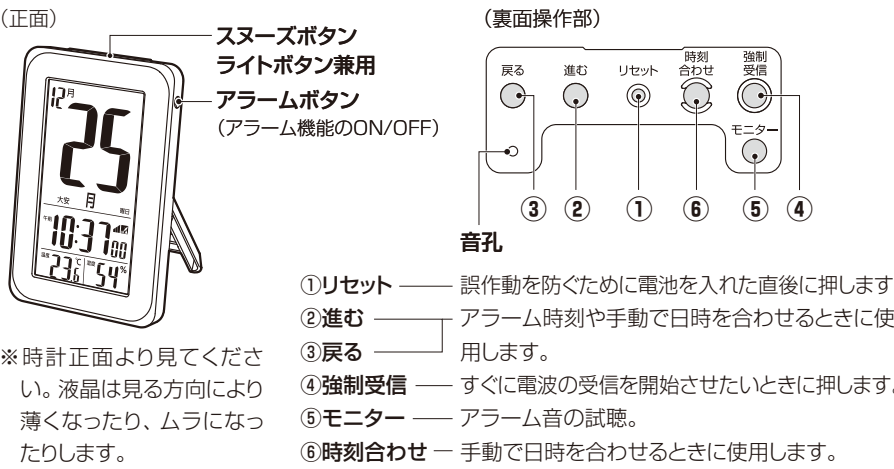 （正面）
スヌーズボタン
ライトボタン兼用
アラームボタン
（アラーム機能のON/OFF）
12月
25
大安 月 曜日
午前 10:37 00
温度 23.6 ℃ 湿度 54 %
※時計正面より見てくださ
い。液晶は見る方向により
薄くなったり、ムラになっ
たりします。
（裏面操作部）
戻る 進む リセット 時刻 強制
合わせ 受信
モニター
③ ② ① ⑥ ⑤ ④
音孔
①リセット 誤作動を防ぐために電池を入れた直後に押します
②進む アラーム時刻や手動で日時を合わせるときに使
③戻る 用します。
④強制受信 すぐに電波の受信を開始させたいときに押します。
⑤モニター アラーム音の試聴。
⑥時刻合わせ 手動で日時を合わせるときに使用します。